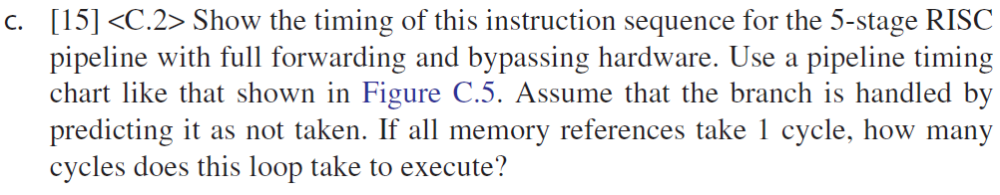 c. [15] <C.2> Show the timing of this instruction sequence for the 5-stage RISC
pipeline with full forwarding and bypassing hardware. Use a pipeline timing
chart like that shown in Figure C.5. Assume that the branch is handled by
predicting it as not taken. If all memory references take 1 cycle, how many
cycles does this loop take to execute?